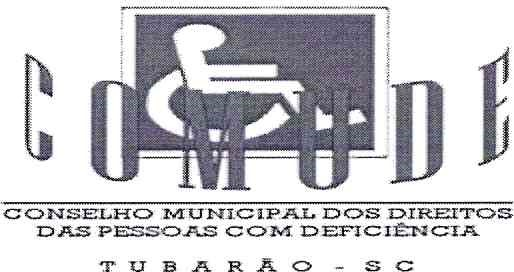 COMUDE
CONSELHO MUNICIPAL DOS DIREITOS
DAS PESSOAS COM DEFICIÊNCIA
TUBARÃO - SC